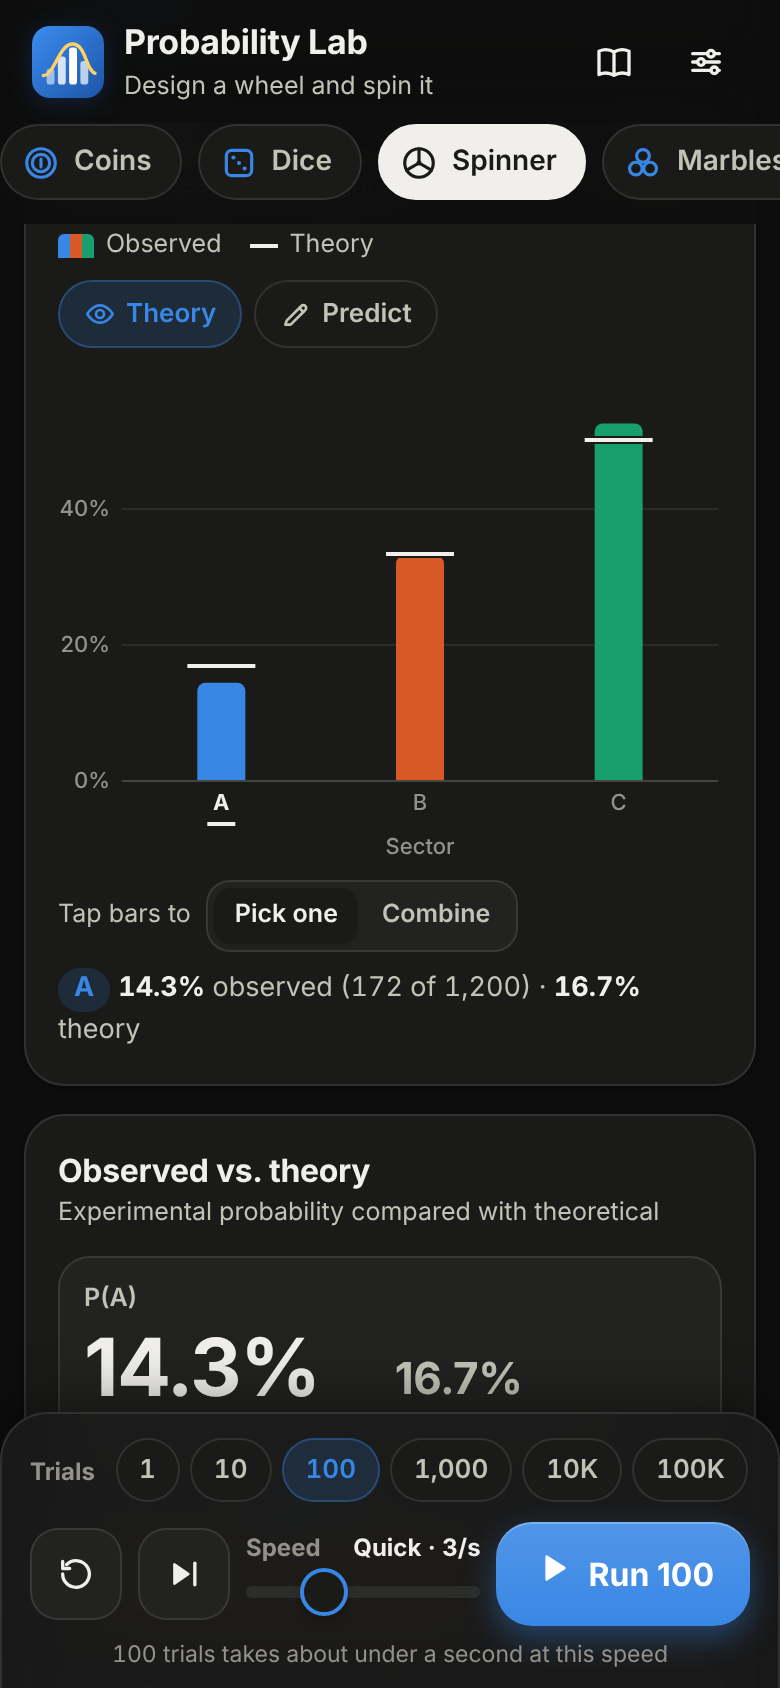 Probability Lab
Design a wheel and spin it
Coins Dice Spinner Marbles
Observed Theory
Theory Predict
40%
20%
0%
A B C
Sector
Tap bars to Pick one Combine
A 14.3% observed (172 of 1,200) · 16.7%
theory
Observed vs. theory
Experimental probability compared with theoretical
P(A)
14.3% 16.7%
Trials 1 10 100 1,000 10K 100K
Speed Quick · 3/s
Run 100
100 trials takes about under a second at this speed